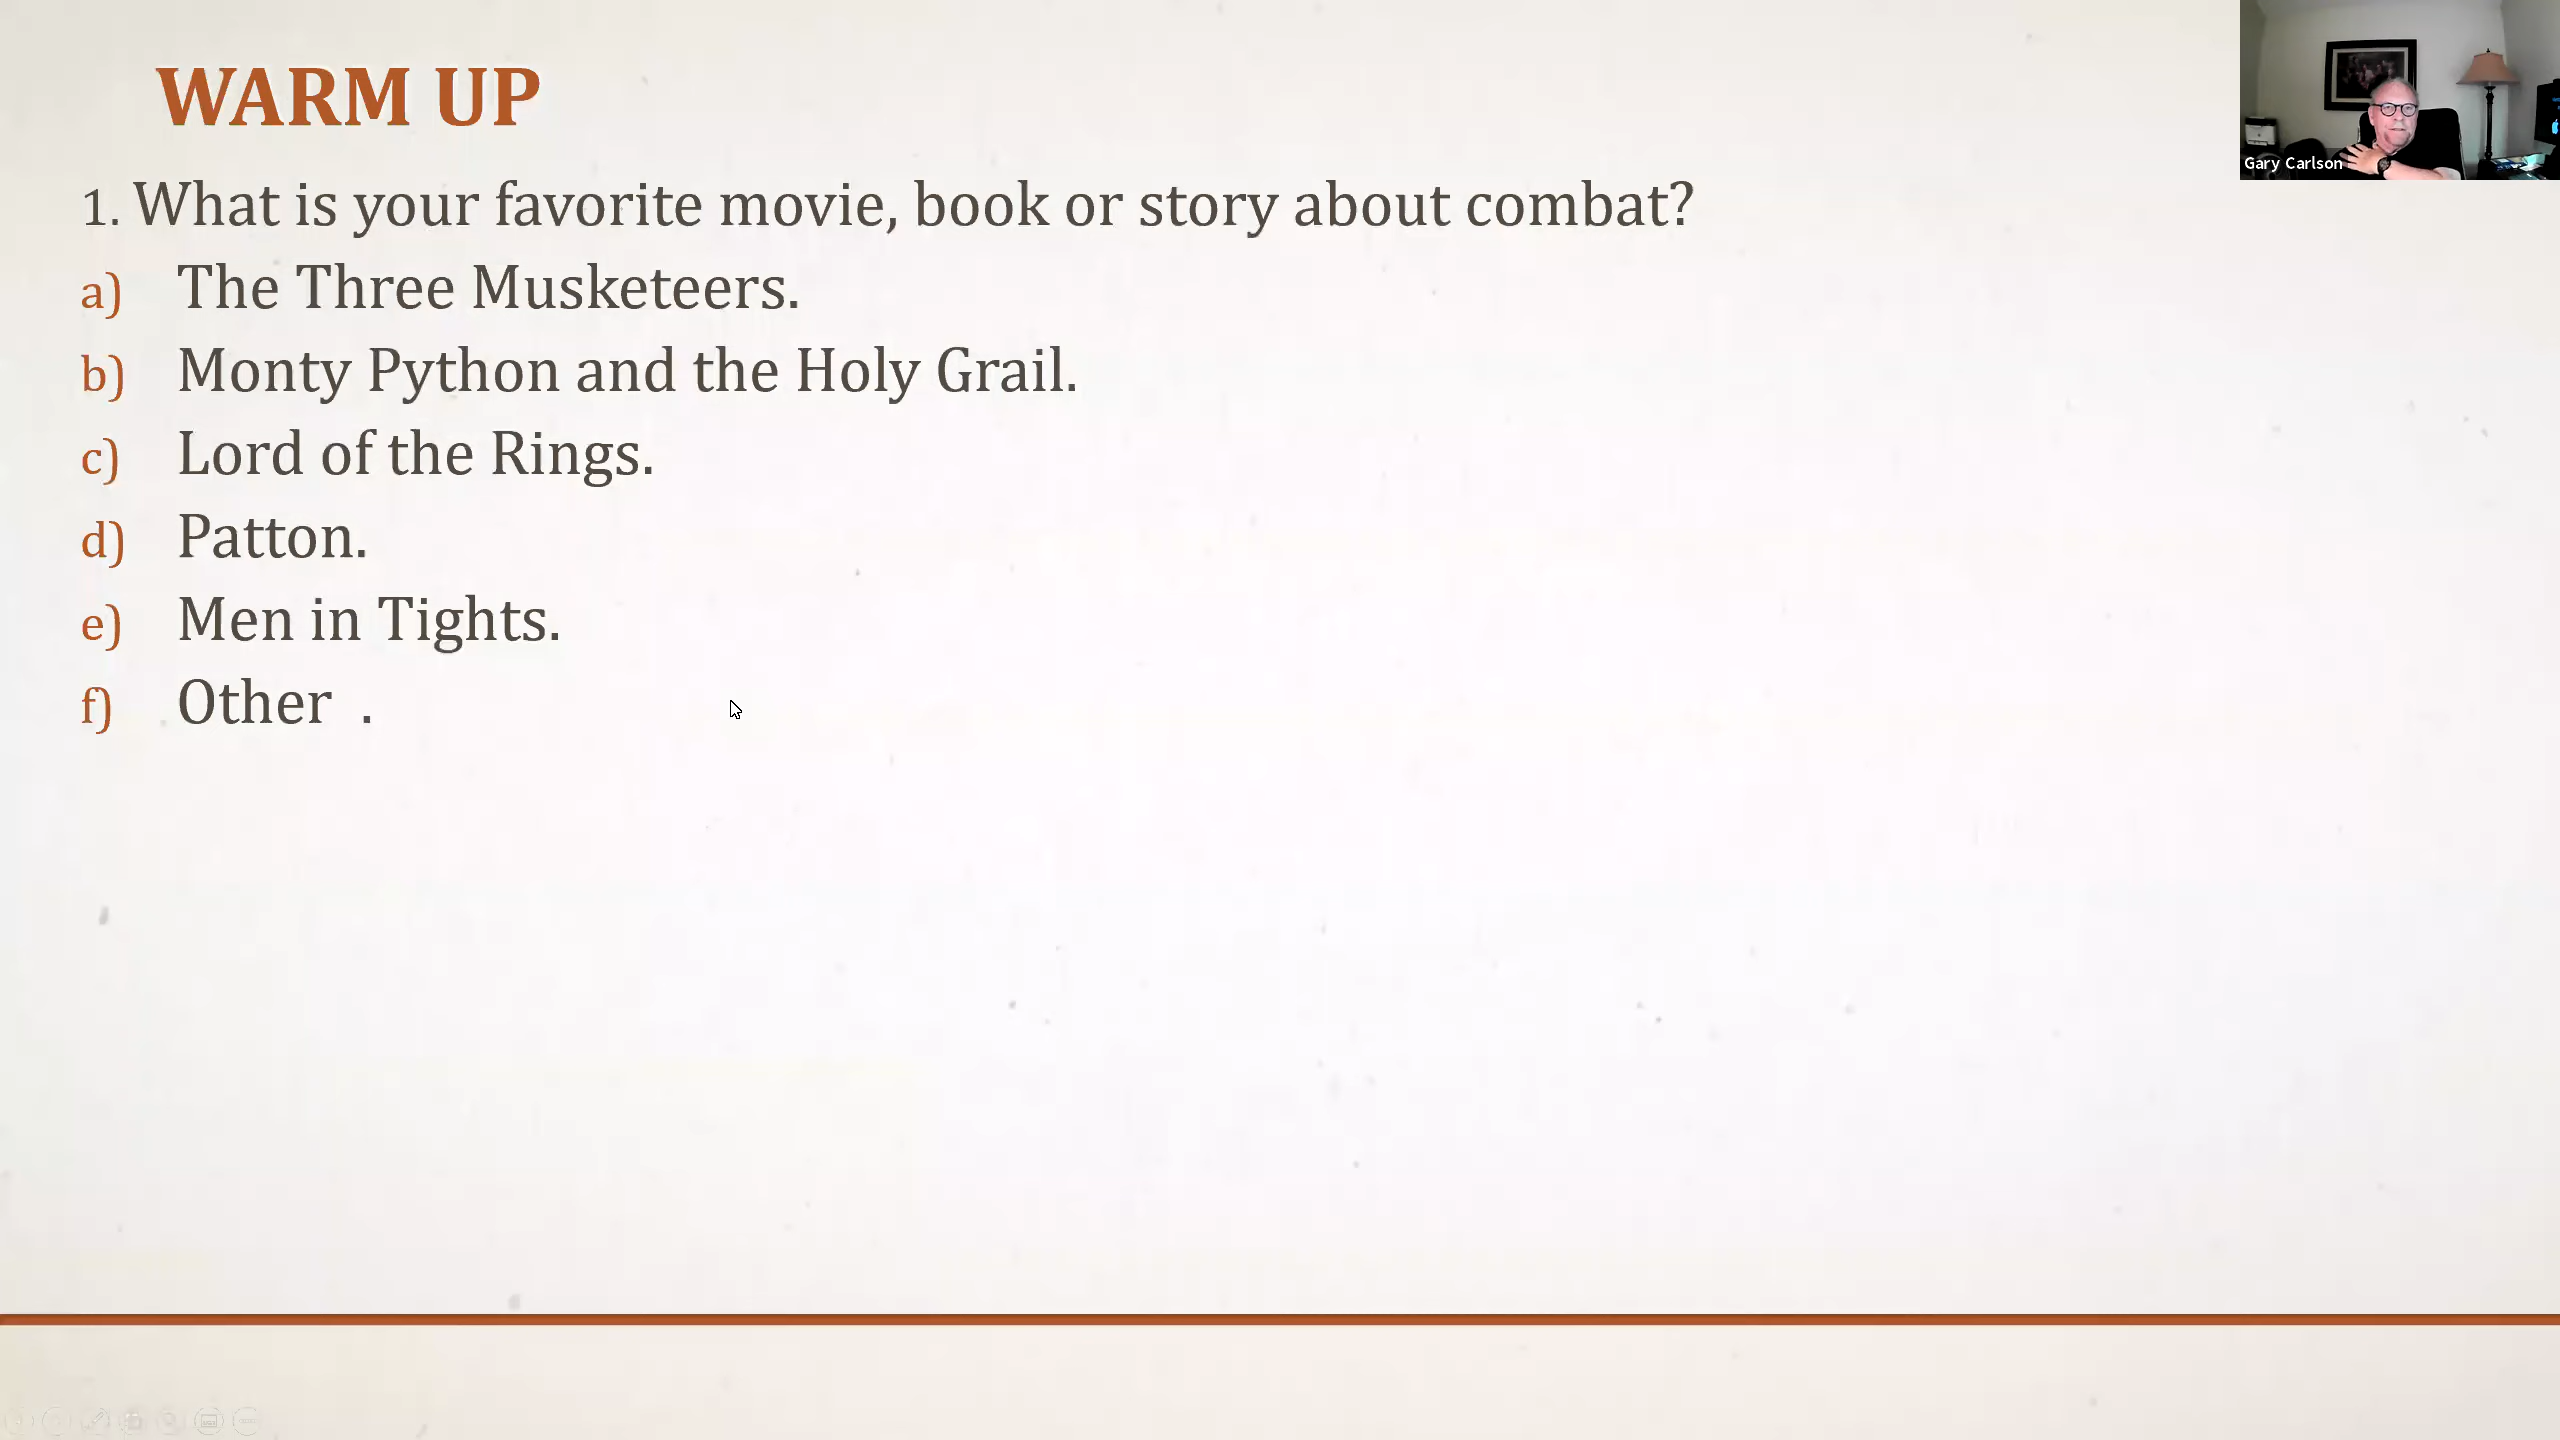 WARM UP
Gary Carlson
1. What is your favorite movie, book or story about combat?
a) The Three Musketeers.
b) Monty Python and the Holy Grail.
c) Lord of the Rings.
d) Patton.
e) Men in Tights.
f) Other .